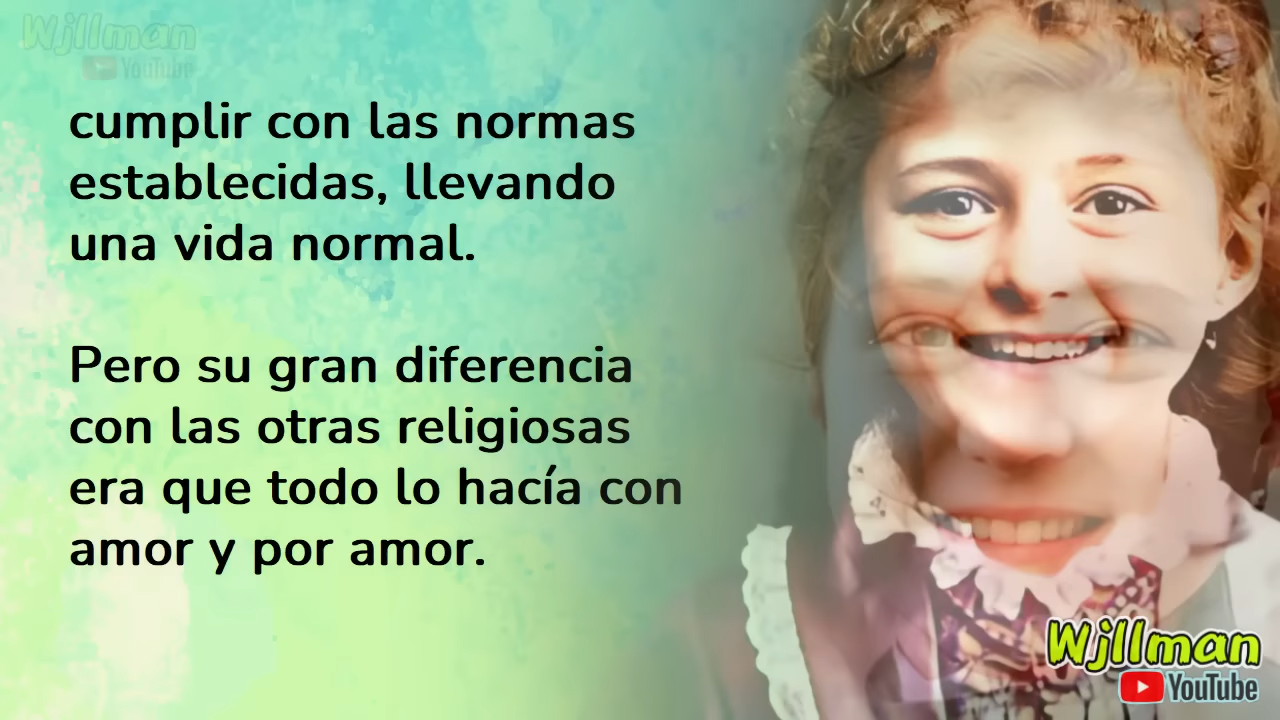 Wjllman
YouTube
cumplir con las normas
establecidas, llevando
una vida normal.
Pero su gran diferencia
con las otras religiosas
era que todo lo hacía con
amor y por amor.
Wjllman
YouTube